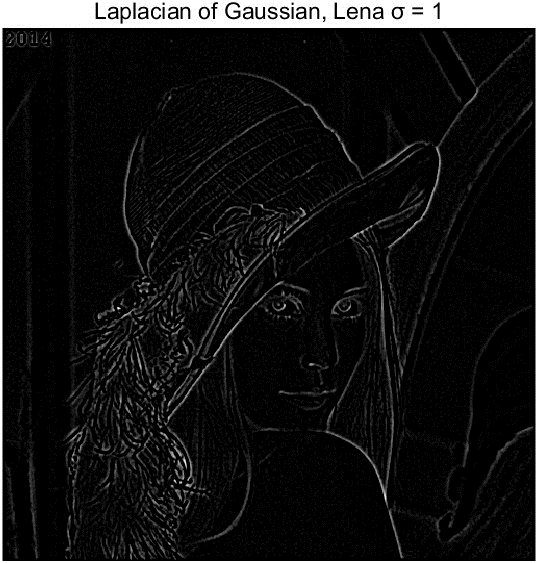 Laplacian of Gaussian, Lena σ = 1
2014